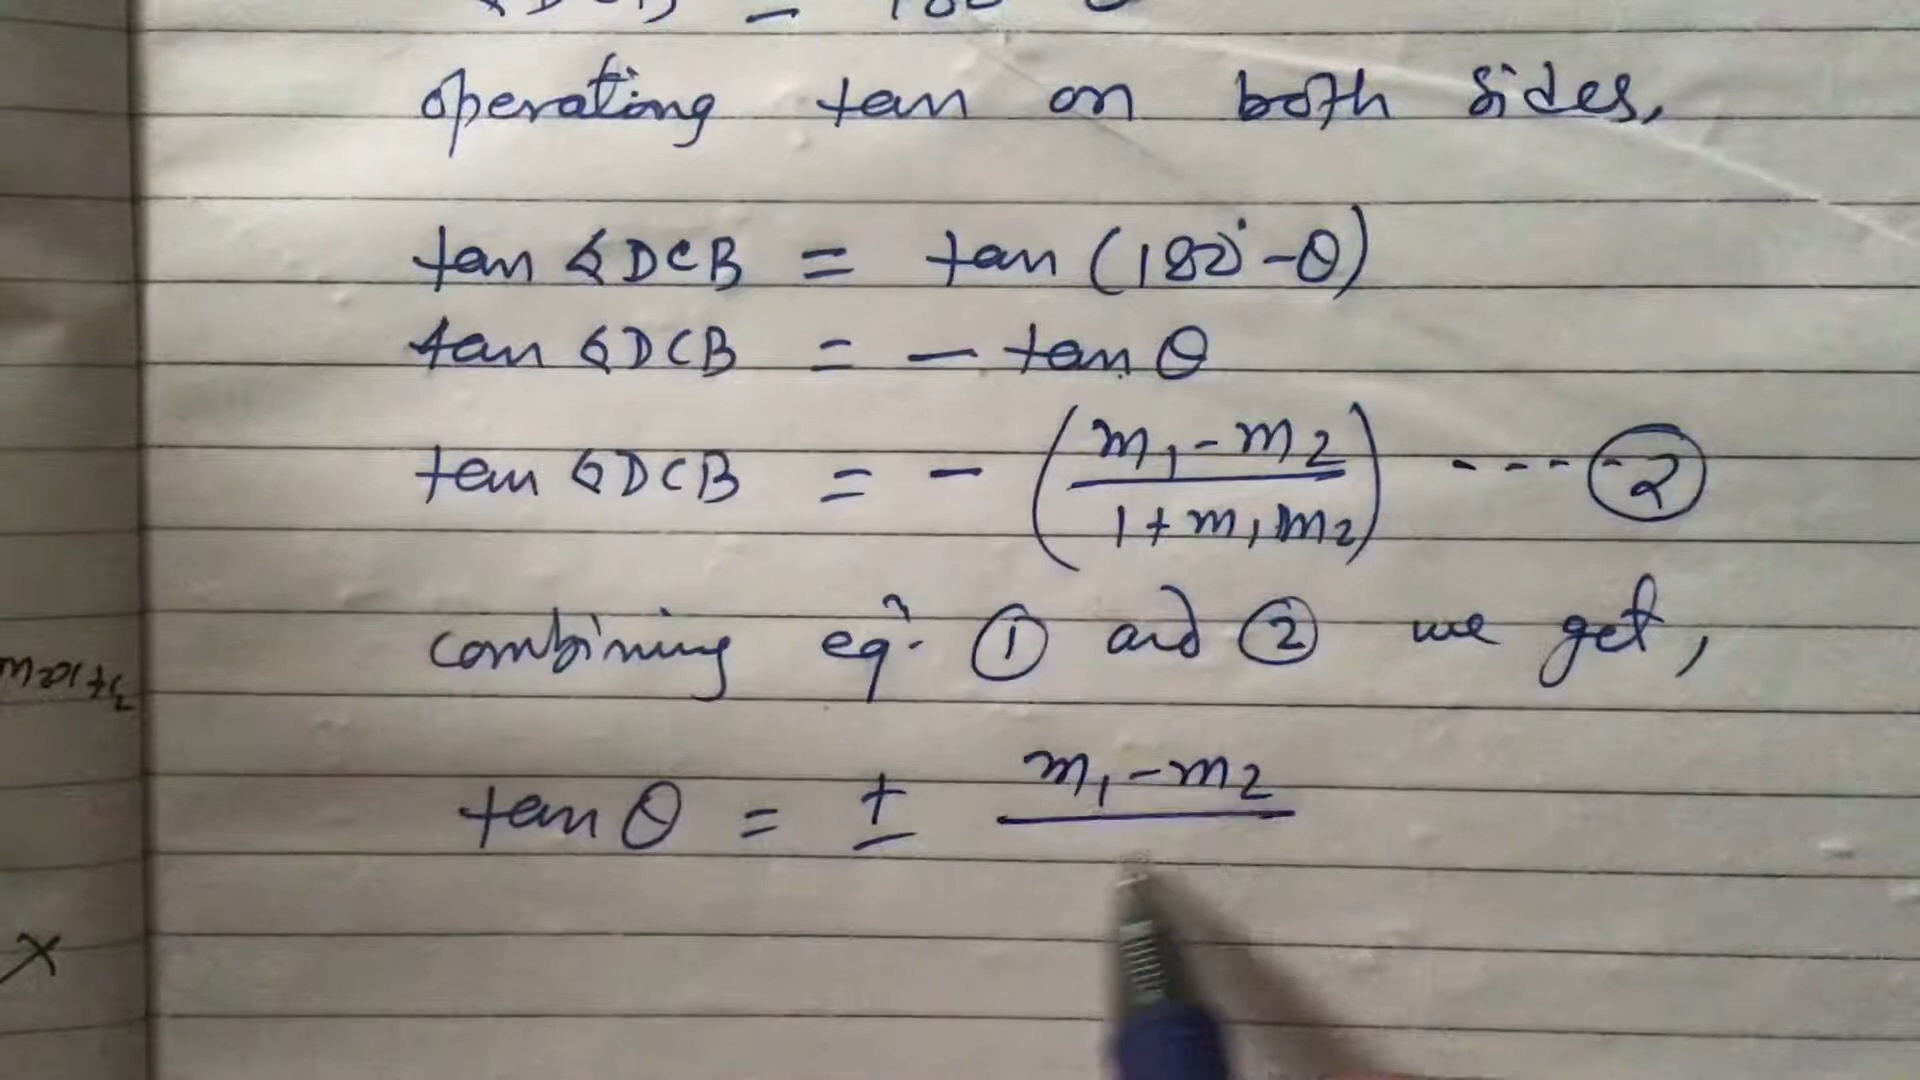 operating tan on both sides,
tan ∢DCB = tan (180° - θ)
tan ∢DCB = - tan θ
tan ∢DCB = - (m₁ - m₂ / 1 + m₁m₂) ---- ②
combining eqⁿ. ① and ② we get,
tan θ = ± m₁ - m₂
x